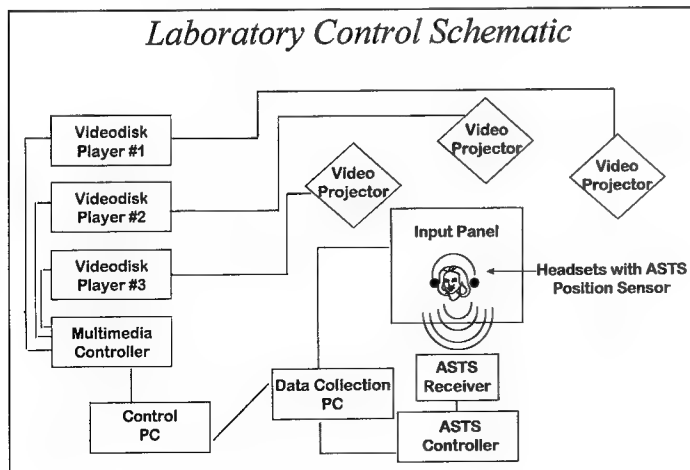 Laboratory Control Schematic
Videodisk
Player #1
Videodisk
Player #2
Videodisk
Player #3
Multimedia
Controller
Control
PC
Video
Projector
Video
Projector
Video
Projector
Input Panel
Headsets with ASTS
Position Sensor
Data Collection
PC
ASTS
Receiver
ASTS
Controller